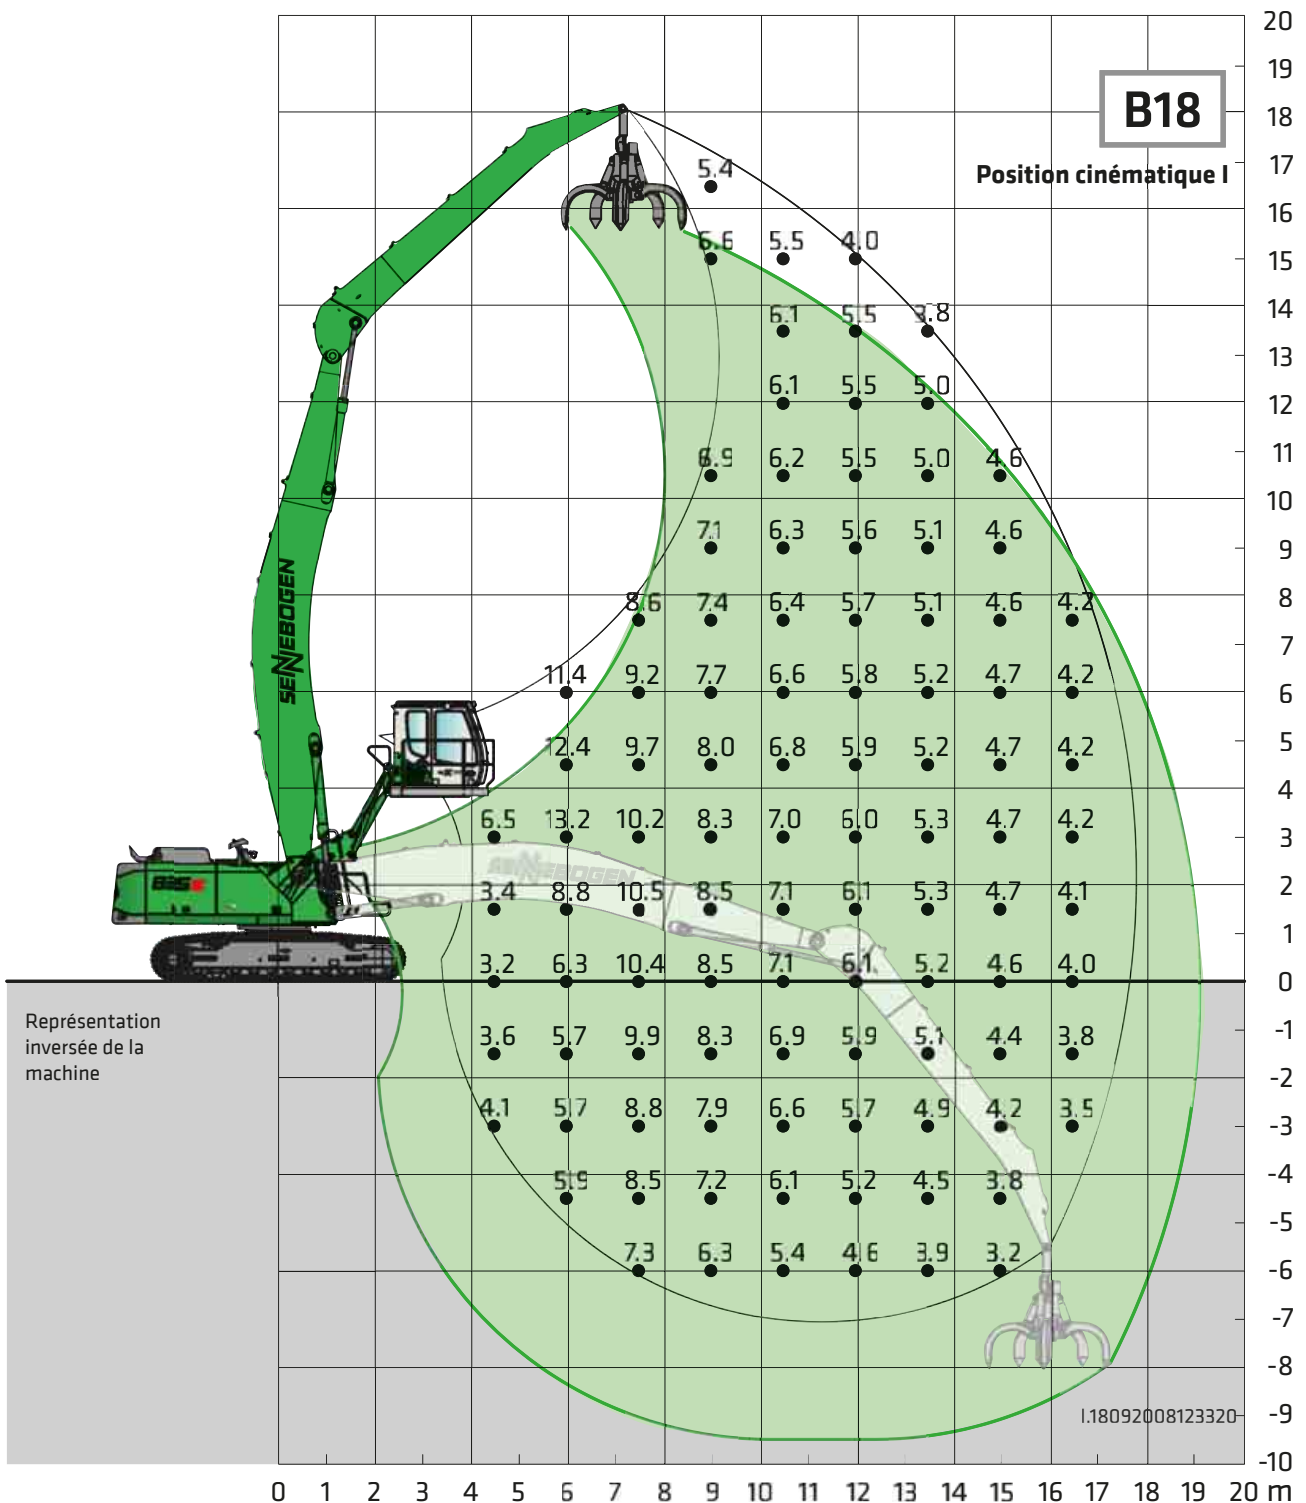 20
19
B18
18
5.4
17
Position cinématique I
16
6.6 5.5 4.0
15
14
6.1 5.5 3.8
13
6.1 5.5 5.0
12
11
6.9 6.2 5.5 5.0 4.6
10
7.1 6.3 5.6 5.1 4.6
9
8.6 7.4 6.4 5.7 5.1 4.6 4.2
8
7
SENNEBOGEN
11.4 9.2 7.7 6.6 5.8 5.2 4.7 4.2
6
12.4 9.7 8.0 6.8 5.9 5.2 4.7 4.2
5
4
6.5 13.2 10.2 8.3 7.0 6.0 5.3 4.7 4.2
3
SENNEBOGEN
3.4 8.8 10.5 8.5 7.1 6.1 5.3 4.7 4.1
2
1
3.2 6.3 10.4 8.5 7.1 6.1 5.2 4.6 4.0
0
Représentation
inversée de la
machine
3.6 5.7 9.9 8.3 6.9 5.9 5.1 4.4 3.8
-1
-2
4.1 5.7 8.8 7.9 6.6 5.7 4.9 4.2 3.5
-3
5.9 8.5 7.2 6.1 5.2 4.5 3.8
-4
-5
7.3 6.3 5.4 4.6 3.9 3.2
-6
-7
-8
I.18092008123320
-9
-10
0 1 2 3 4 5 6 7 8 9 10 11 12 13 14 15 16 17 18 19 20 m